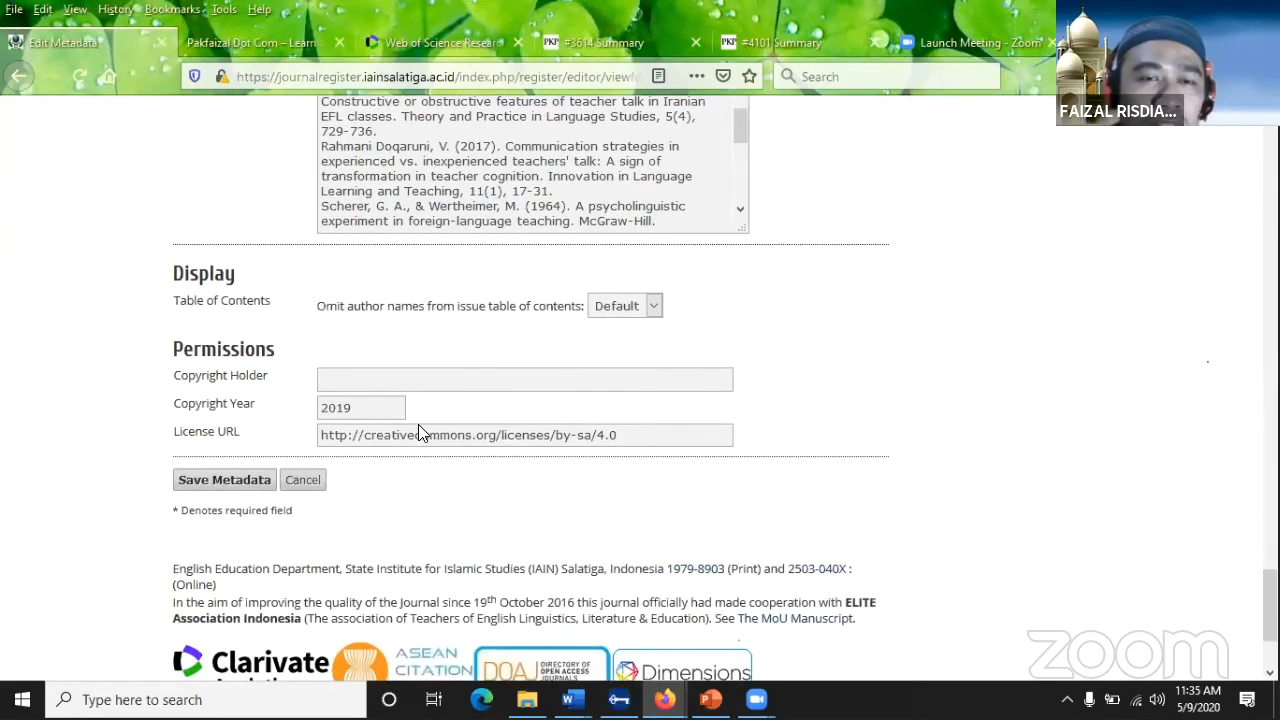 File Edit View History Bookmarks Tools Help
Edit Metadata
Pakfaizal Dot Com – Learn
Web of Science Resear
#3614 Summary
#4101 Summary
Launch Meeting - Zoom
https://journalregister.iainsalatiga.ac.id/index.php/register/editor/view
Search
FAIZAL RISDIA...
Constructive or obstructive features of teacher talk in Iranian
EFL classes. Theory and Practice in Language Studies, 5(4),
729-736.
Rahmani Doqaruni, V. (2017). Communication strategies in
experienced vs. inexperienced teachers' talk: A sign of
transformation in teacher cognition. Innovation in Language
Learning and Teaching, 11(1), 17-31.
Scherer, G. A., & Wertheimer, M. (1964). A psycholinguistic
experiment in foreign-language teaching. McGraw-Hill.
Display
Table of Contents
Omit author names from issue table of contents: Default
Permissions
Copyright Holder
Copyright Year 2019
License URL http://creativecommons.org/licenses/by-sa/4.0
Save Metadata Cancel
* Denotes required field
English Education Department, State Institute for Islamic Studies (IAIN) Salatiga, Indonesia 1979-8903 (Print) and 2503-040X :
(Online)
In the aim of improving the quality of the Journal since 19th October 2016 this journal officially had made cooperation with ELITE
Association Indonesia (The association of Teachers of English Linguistics, Literature & Education). See The MoU Manuscript.
Clarivate
ASEAN
CITATION
DOAJ DIRECTORY OF
OPEN ACCESS
Dimensions
zoom
Type here to search
11:35 AM
5/9/2020